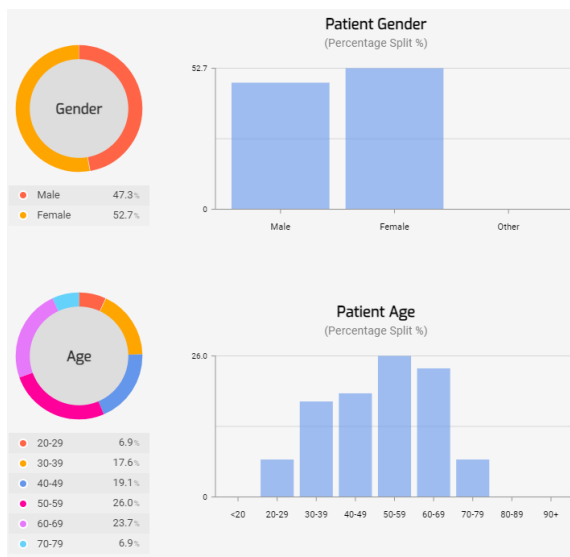 Patient Gender
(Percentage Split %)
Gender
52.7
0
Male
Female
Other
Male 47.3%
Female 52.7%
Patient Age
(Percentage Split %)
Age
26.0
0
<20
20-29
30-39
40-49
50-59
60-69
70-79
80-89
90+
20-29 6.9%
30-39 17.6%
40-49 19.1%
50-59 26.0%
60-69 23.7%
70-79 6.9%